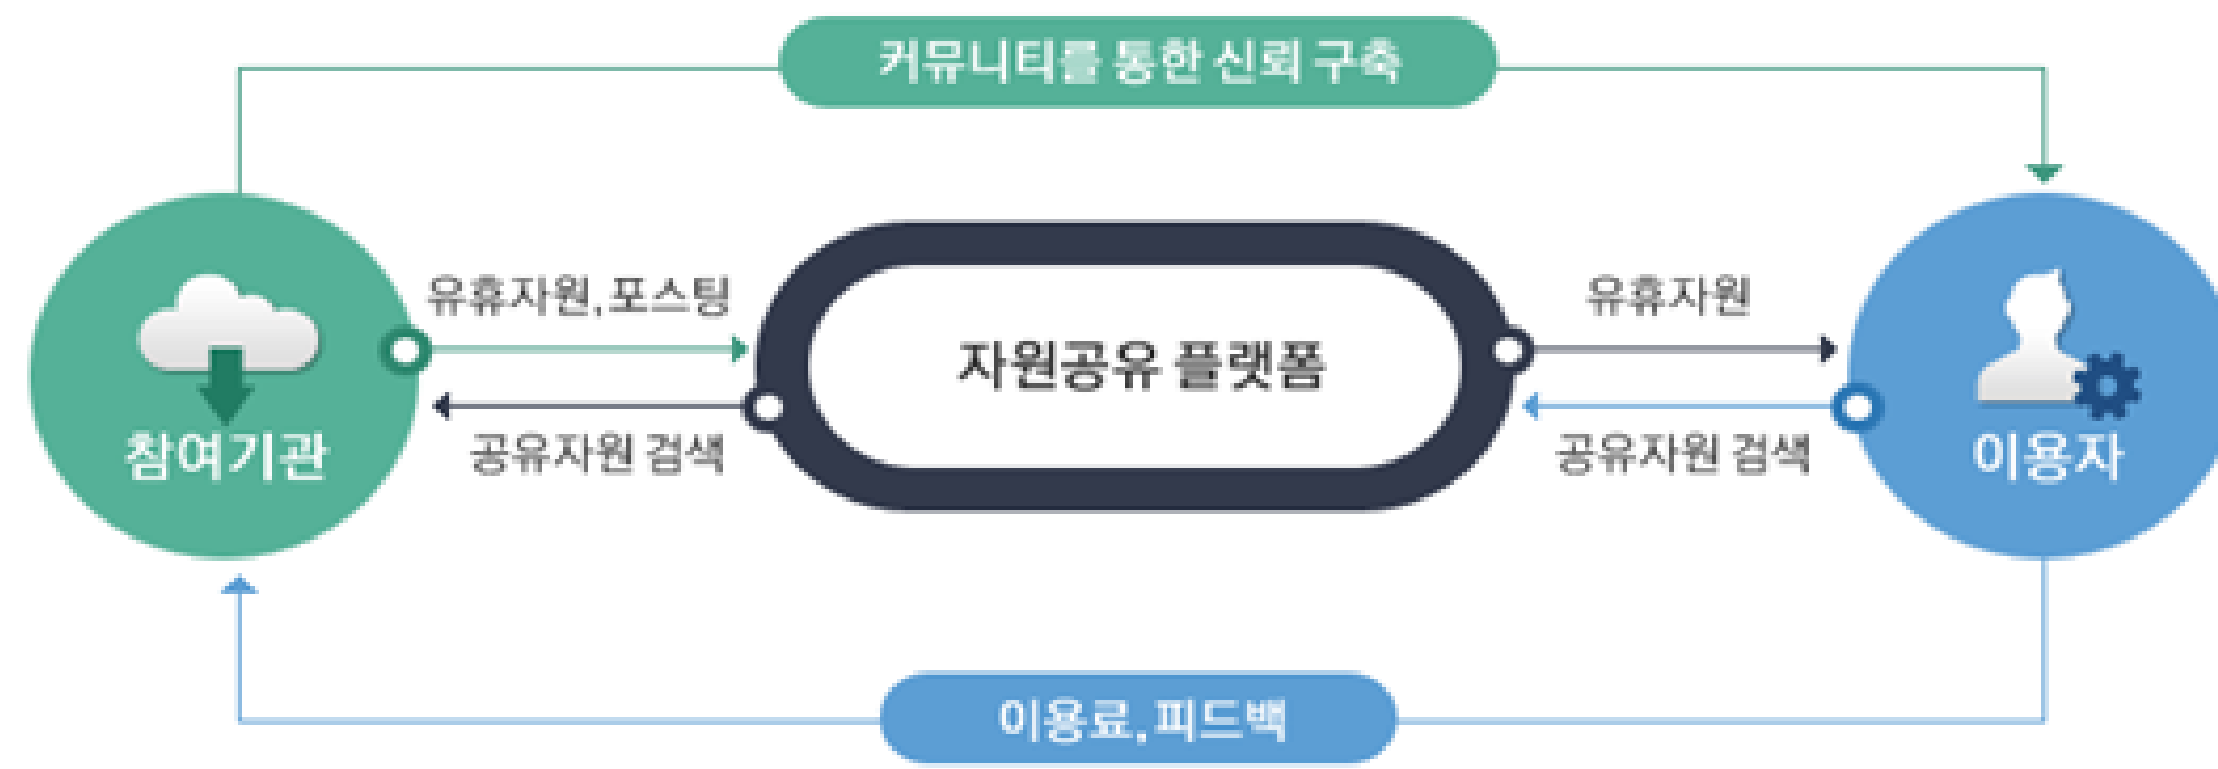 커뮤니티를 통한 신뢰 구축
유휴자원, 포스팅
유휴자원
자원공유 플랫폼
참여기관
공유자원 검색
공유자원 검색
이용자
이용료, 피드백